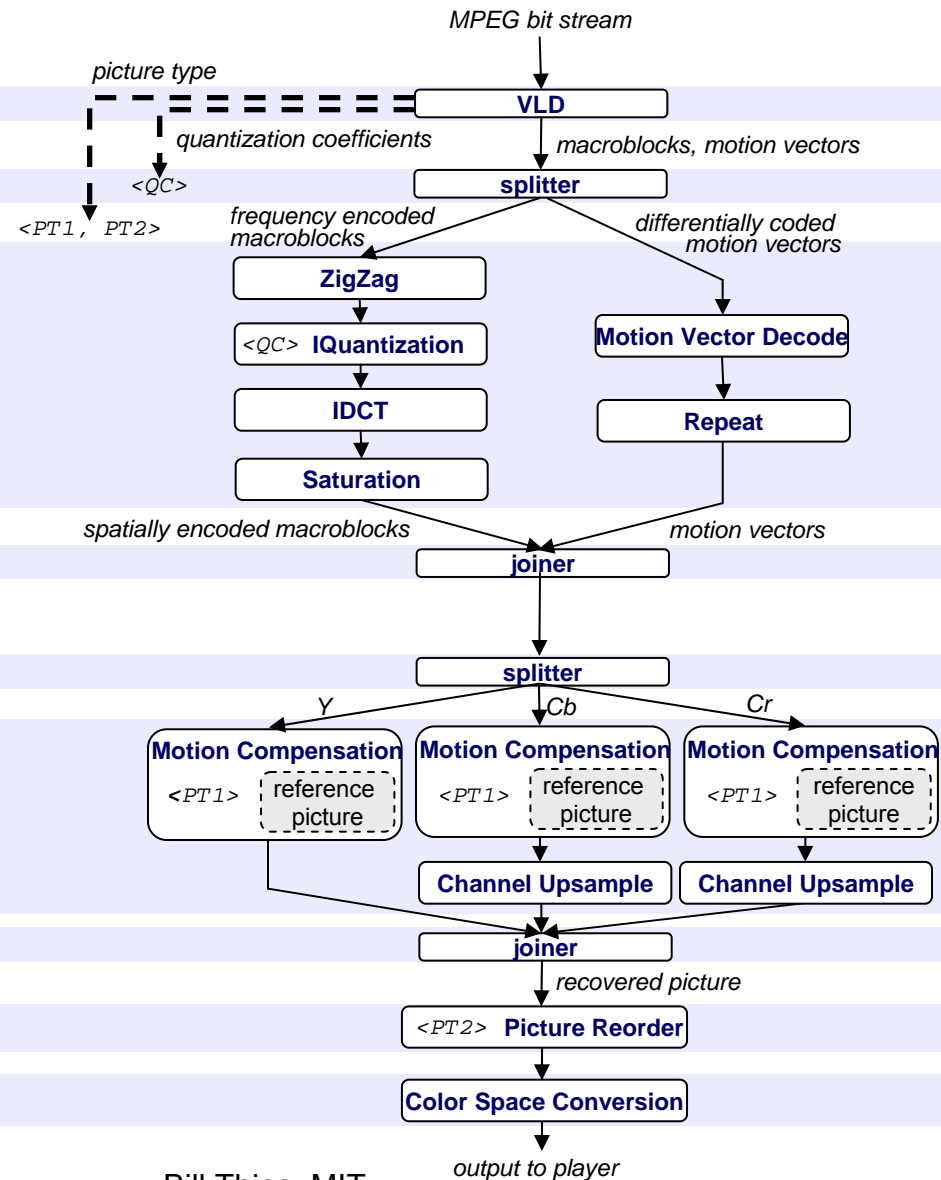 MPEG bit stream
picture type
VLD
quantization coefficients
macroblocks, motion vectors
<QC>
splitter
<PT1, PT2>
frequency encoded
macroblocks
differentially coded
motion vectors
ZigZag
<QC> IQuantization
Motion Vector Decode
IDCT
Repeat
Saturation
spatially encoded macroblocks
motion vectors
joiner
splitter
Y
Cb
Cr
Motion Compensation
<PT1>
reference
picture
Motion Compensation
<PT1>
reference
picture
Motion Compensation
<PT1>
reference
picture
Channel Upsample
Channel Upsample
joiner
recovered picture
<PT2> Picture Reorder
Color Space Conversion
output to player